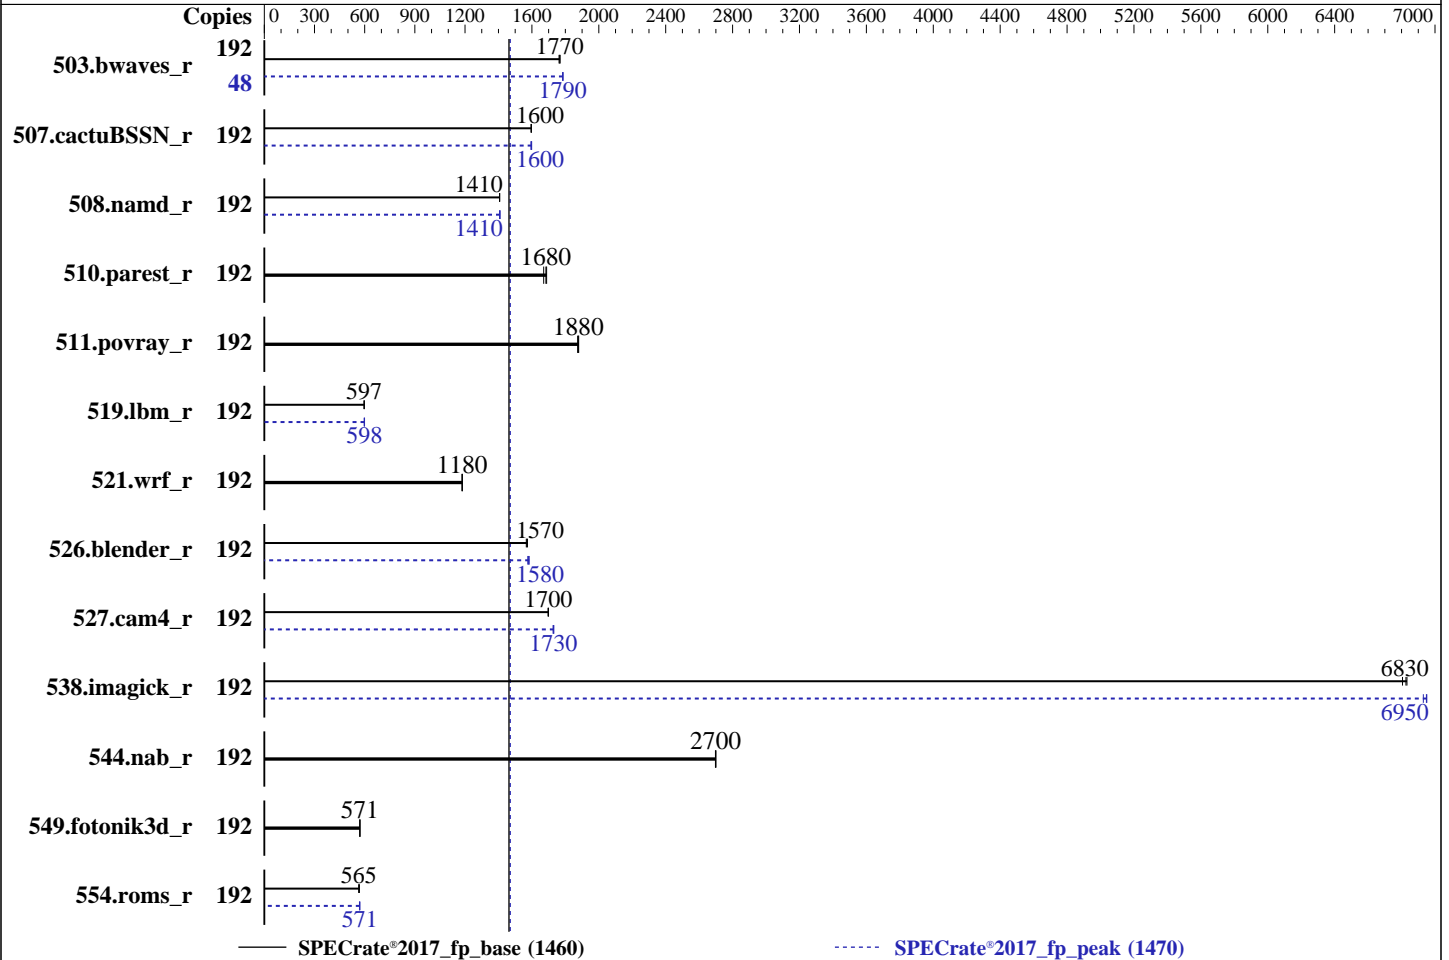 Copies 0 300 600 900 1200 1600 2000 2400 2800 3200 3600 4000 4400 4800 5200 5600 6000 6400 7000
503.bwaves_r 192 1770
48 1790
507.cactuBSSN_r 192 1600
1600
508.namd_r 192 1410
1410
510.parest_r 192 1680
511.povray_r 192 1880
519.lbm_r 192 597
598
521.wrf_r 192 1180
526.blender_r 192 1570
1580
527.cam4_r 192 1700
1730
538.imagick_r 192 6830
6950
544.nab_r 192 2700
549.fotonik3d_r 192 571
554.roms_r 192 565
571
SPECrate®2017_fp_base (1460) SPECrate®2017_fp_peak (1470)